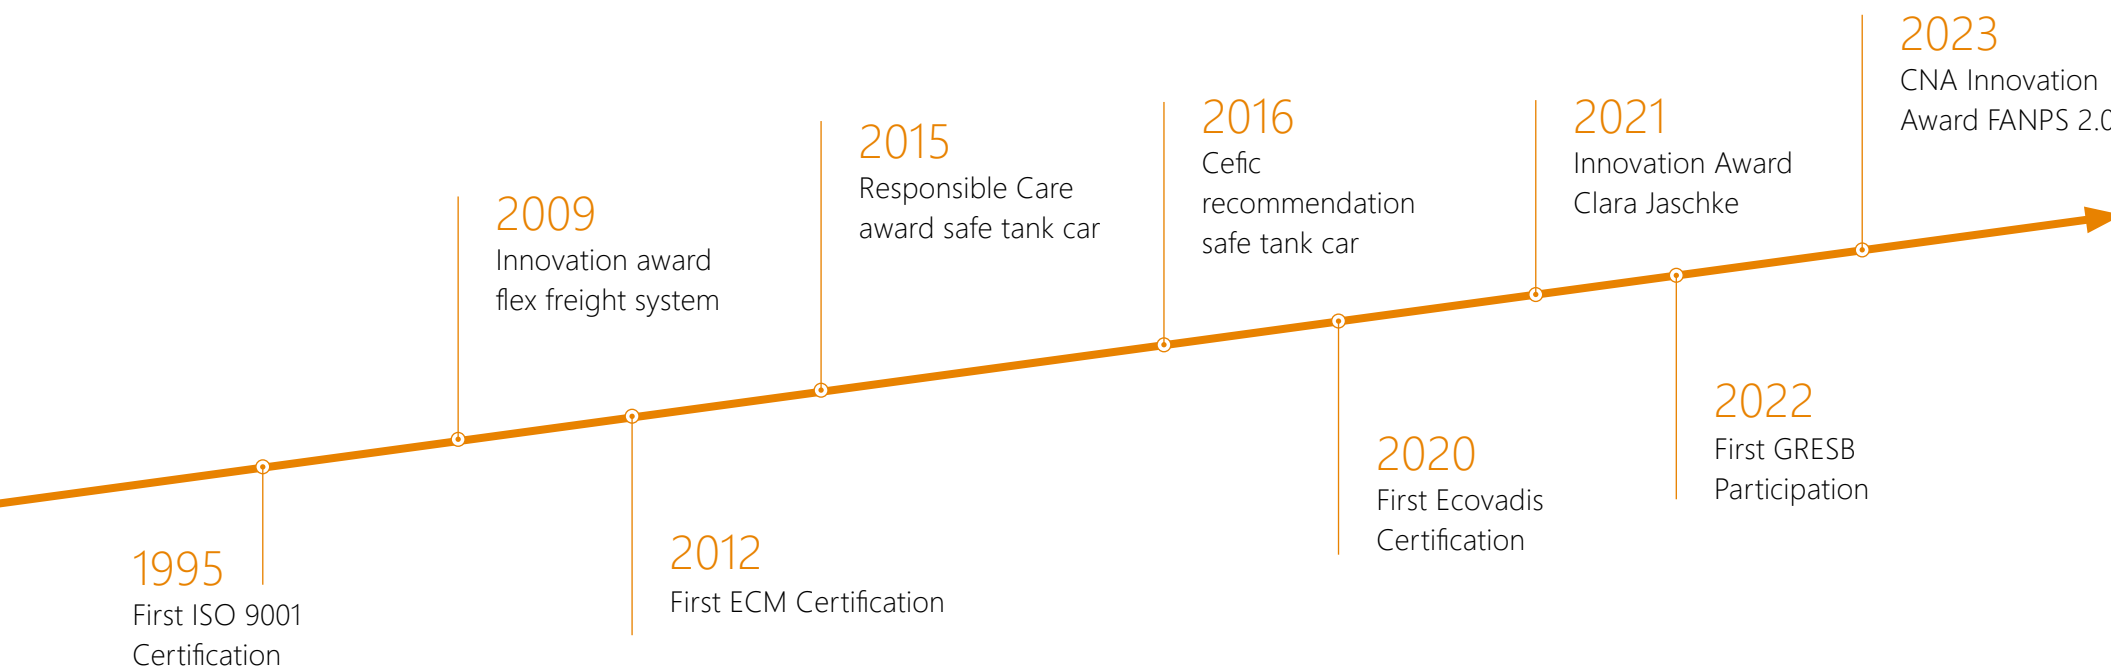 1995
First ISO 9001
Certification
2009
Innovation award
flex freight system
2012
First ECM Certification
2015
Responsible Care
award safe tank car
2016
Cefic
recommendation
safe tank car
2020
First Ecovadis
Certification
2021
Innovation Award
Clara Jaschke
2022
First GRESB
Participation
2023
CNA Innovation
Award FANPS 2.0